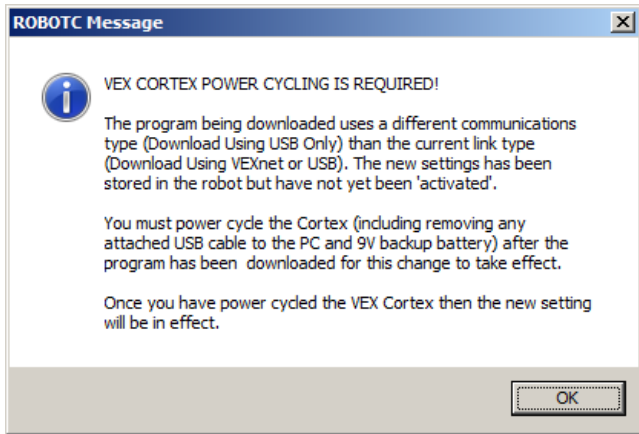 ROBOTC Message
VEX CORTEX POWER CYCLING IS REQUIRED!
The program being downloaded uses a different communications
type (Download Using USB Only) than the current link type
(Download Using VEXnet or USB). The new settings has been
stored in the robot but have not yet been 'activated'.
You must power cycle the Cortex (including removing any
attached USB cable to the PC and 9V backup battery) after the
program has been  downloaded for this change to take effect.
Once you have power cycled the VEX Cortex then the new setting
will be in effect.
OK